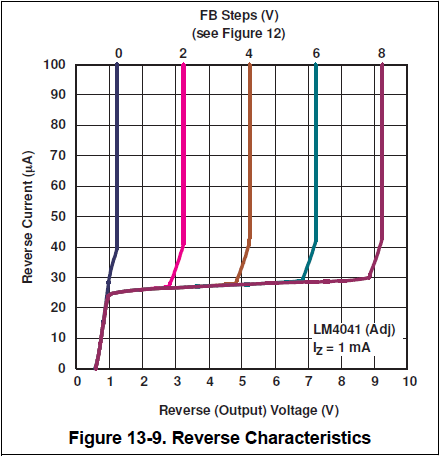 FB Steps (V)
(see Figure 12)
0 2 4 6 8
100
90
80
70
60
50
40
30
20
10
0
Reverse Current (µA)
LM4041 (Adj)
IZ = 1 mA
0 1 2 3 4 5 6 7 8 9 10
Reverse (Output) Voltage (V)
Figure 13-9. Reverse Characteristics